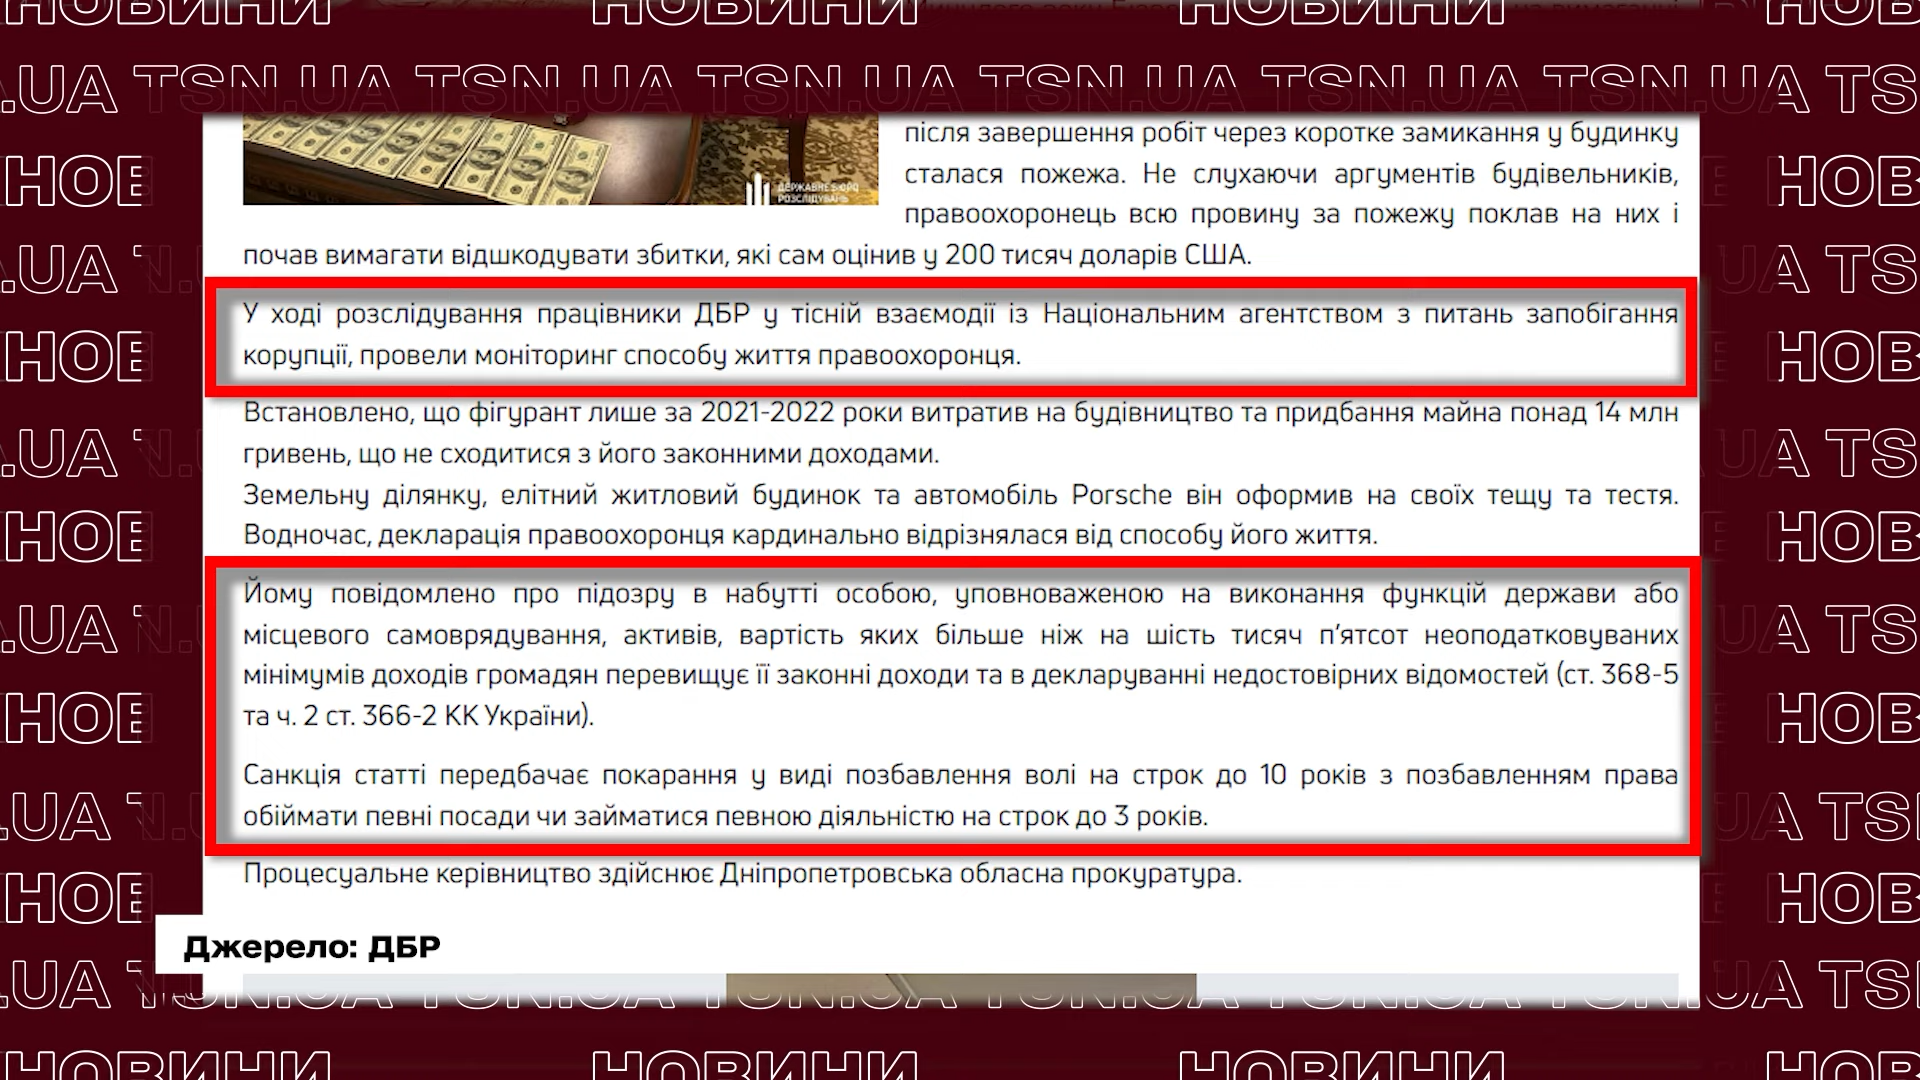 НОВИНИ НОВИНИ НОВИНИ
.UA TSN.UA TSN.UA TSN.UA TSN.UA TSN.UA TSN.UA TS
після завершення робіт через коротке замикання у будинку
сталася пожежа. Не слухаючи аргументів будівельників,
правоохоронець всю провину за пожежу поклав на них і
почав вимагати відшкодувати збитки, які сам оцінив у 200 тисяч доларів США.
ДЕРЖАВНЕ БЮРО
РОЗСЛІДУВАНЬ
У ході розслідування працівники ДБР у тісній взаємодії із Національним агентством з питань запобігання
корупції, провели моніторинг способу життя правоохоронця.
Встановлено, що фігурант лише за 2021-2022 роки витратив на будівництво та придбання майна понад 14 млн
гривень, що не сходитися з його законними доходами.
Земельну ділянку, елітний житловий будинок та автомобіль Porsche він оформив на своїх тещу та тестя.
Водночас, декларація правоохоронця кардинально відрізнялася від способу його життя.
Йому повідомлено про підозру в набутті особою, уповноваженою на виконання функцій держави або
місцевого самоврядування, активів, вартість яких більше ніж на шість тисяч п’ятсот неоподатковуваних
мінімумів доходів громадян перевищує її законні доходи та в декларуванні недостовірних відомостей (ст. 368-5
та ч. 2 ст. 366-2 КК України).
Санкція статті передбачає покарання у виді позбавлення волі на строк до 10 років з позбавленням права
обіймати певні посади чи займатися певною діяльністю на строк до 3 років.
Процесуальне керівництво здійснює Дніпропетровська обласна прокуратура.
Джерело: ДБР
НОВИНИ НОВИНИ НОВИНИ